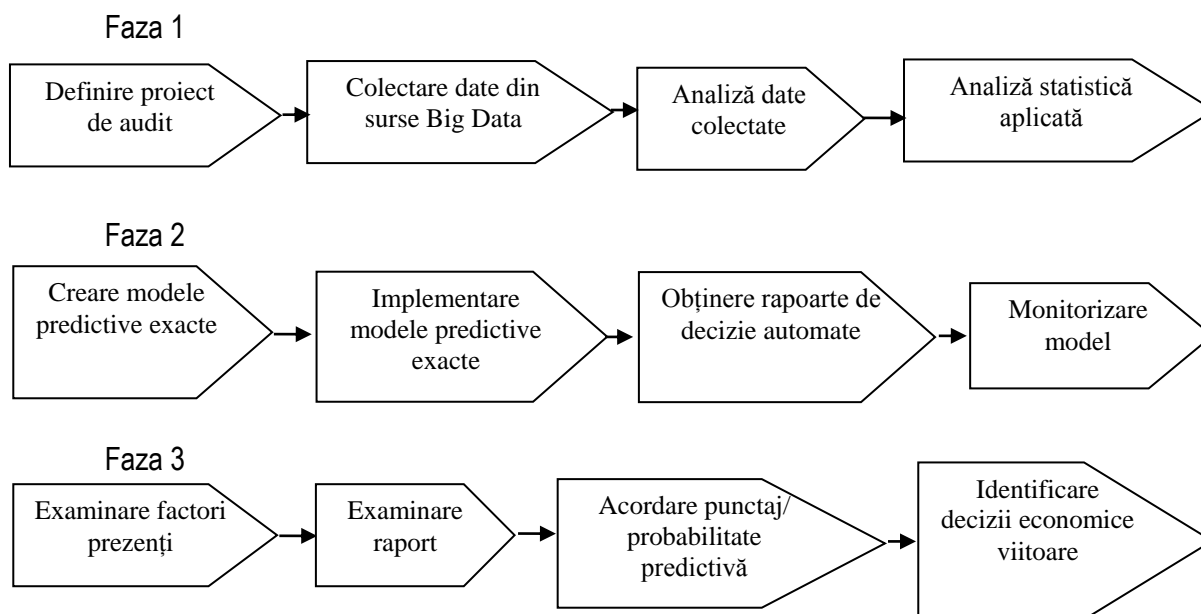 Faza 1
Definire proiect
de audit
Colectare date din
surse Big Data
Analiză date
colectate
Analiză statistică
aplicată
Faza 2
Creare modele
predictive exacte
Implementare
modele predictive
exacte
Obținere rapoarte de
decizie automate
Monitorizare
model
Faza 3
Examinare factori
prezenți
Examinare
raport
Acordare punctaj/
probabilitate
predictivă
Identificare
decizii economice
viitoare